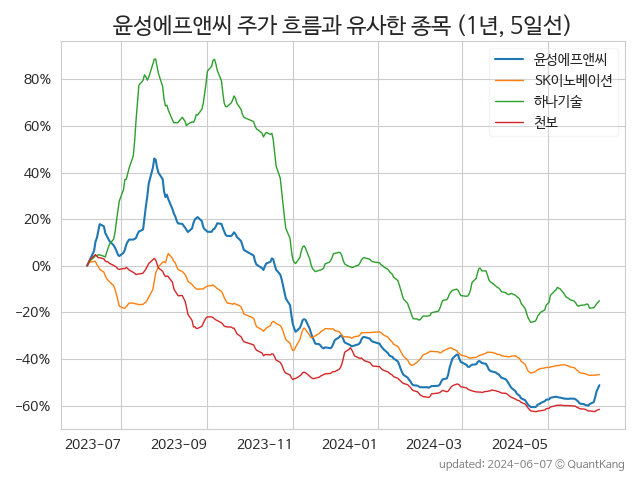 윤성에프앤씨 주가 흐름과 유사한 종목 (1년, 5일선)
윤성에프앤씨
SK이노베이션
하나기술
천보
80%
60%
40%
20%
0%
−20%
−40%
−60%
2023-07 2023-09 2023-11 2024-01 2024-03 2024-05
updated: 2024-06-07 © QuantKang